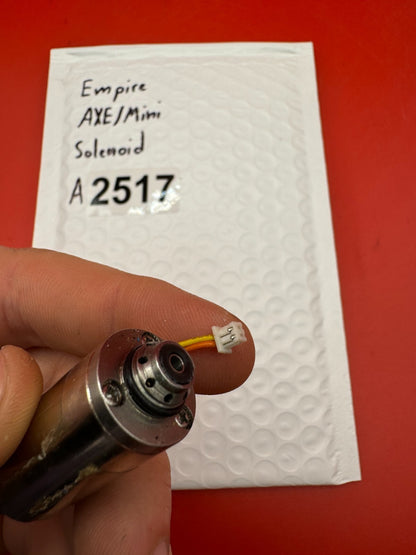 Empire
AXE/Mini
Solenoid
A 2517